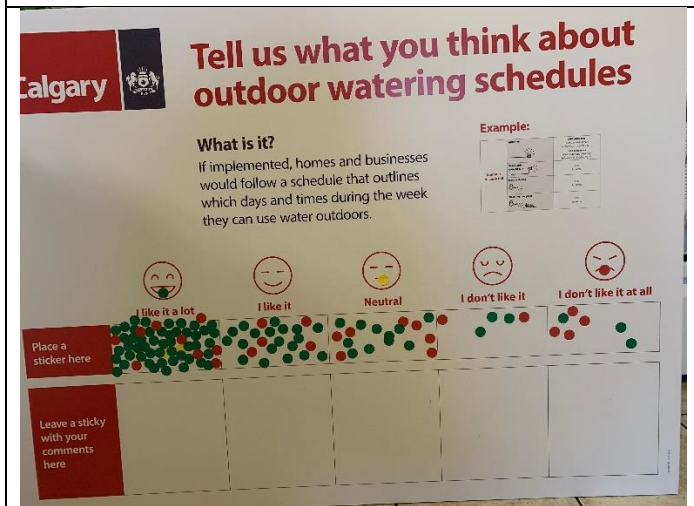 Calgary
Tell us what you think about
outdoor watering schedules
What is it?
If implemented, homes and businesses
would follow a schedule that outlines
which days and times during the week
they can use water outdoors.
Example:
I like it a lot
I like it
Neutral
I don't like it
I don't like it at all
Place a
sticker here
Leave a sticky
with your
comments
here